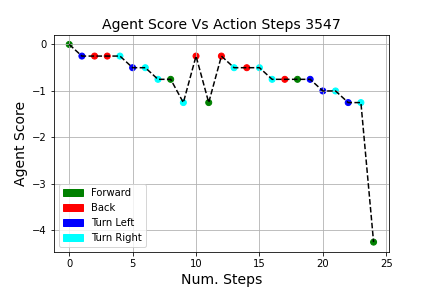 Agent Score Vs Action Steps 3547
Agent Score
0
−1
−2
−3
−4
Forward
Back
Turn Left
Turn Right
0 5 10 15 20 25
Num. Steps